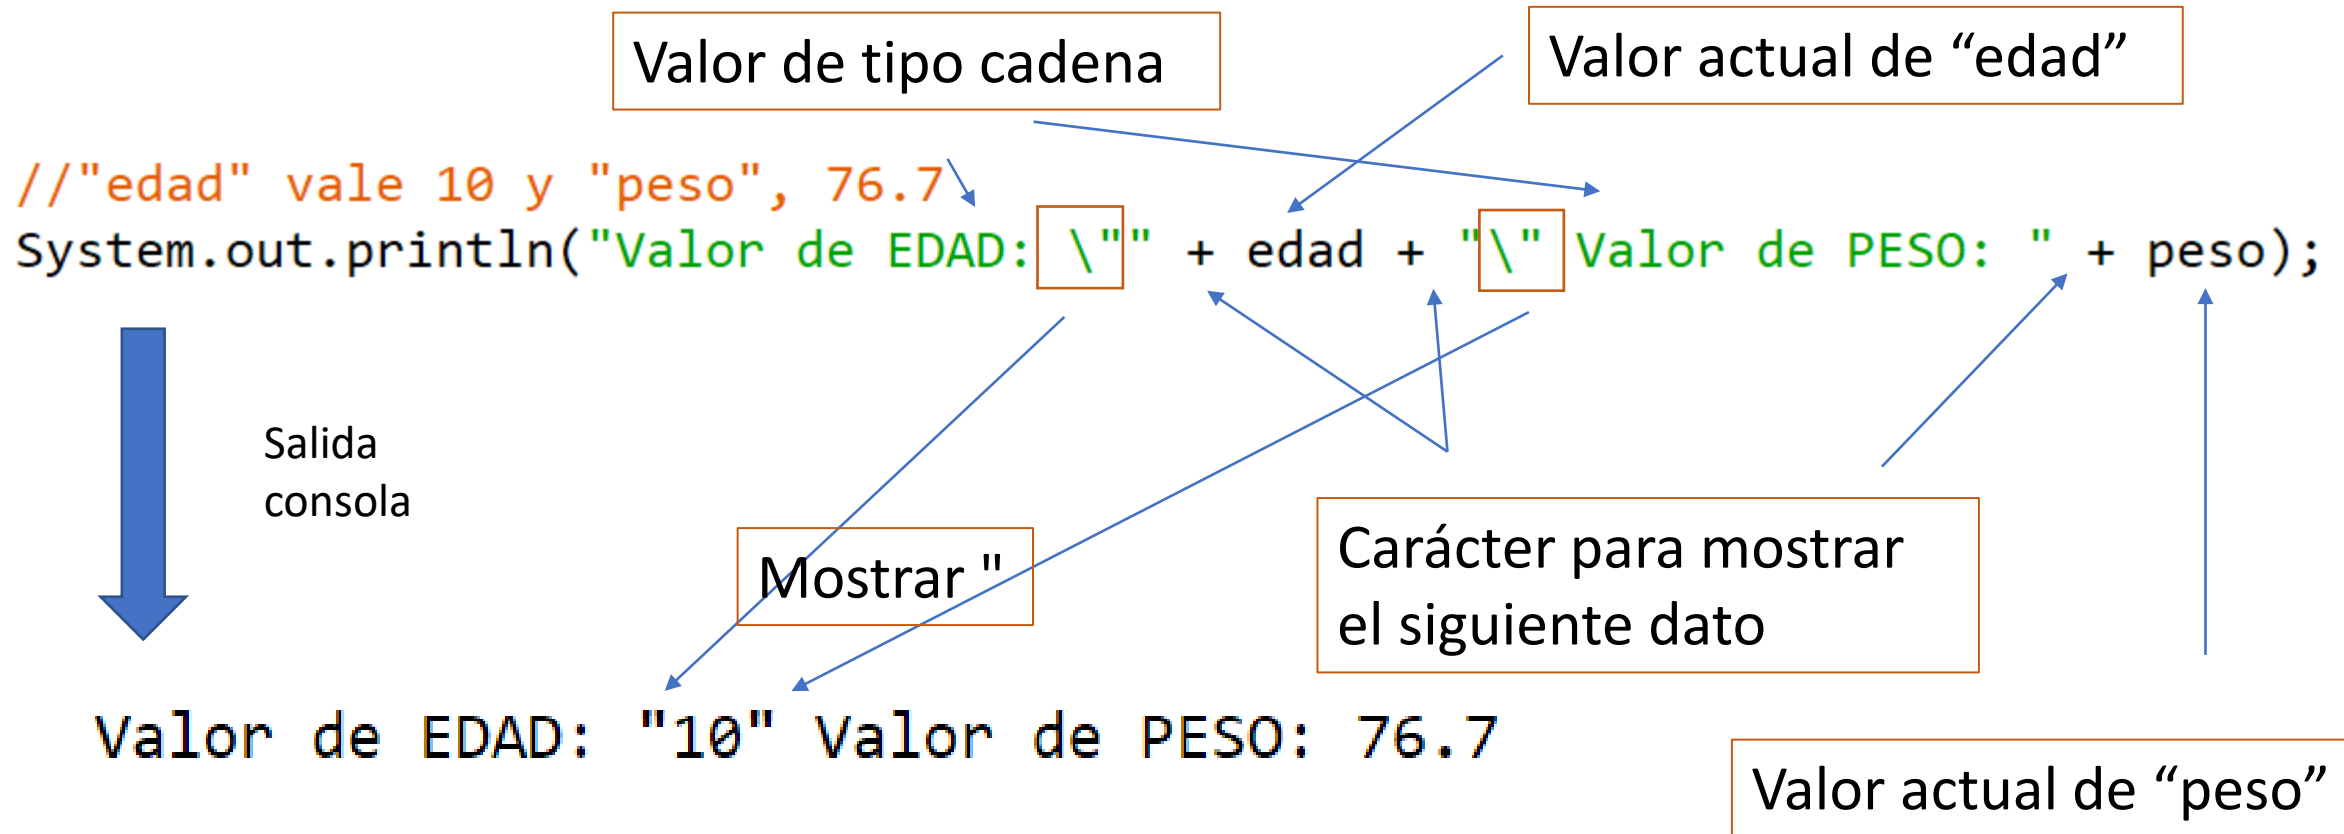 Valor de tipo cadena
Valor actual de “edad”
//"edad" vale 10 y "peso", 76.7
System.out.println("Valor de EDAD: \"" + edad + "\" Valor de PESO: " + peso);
Salida
consola
Mostrar "
Carácter para mostrar
el siguiente dato
Valor de EDAD: "10" Valor de PESO: 76.7
Valor actual de “peso”